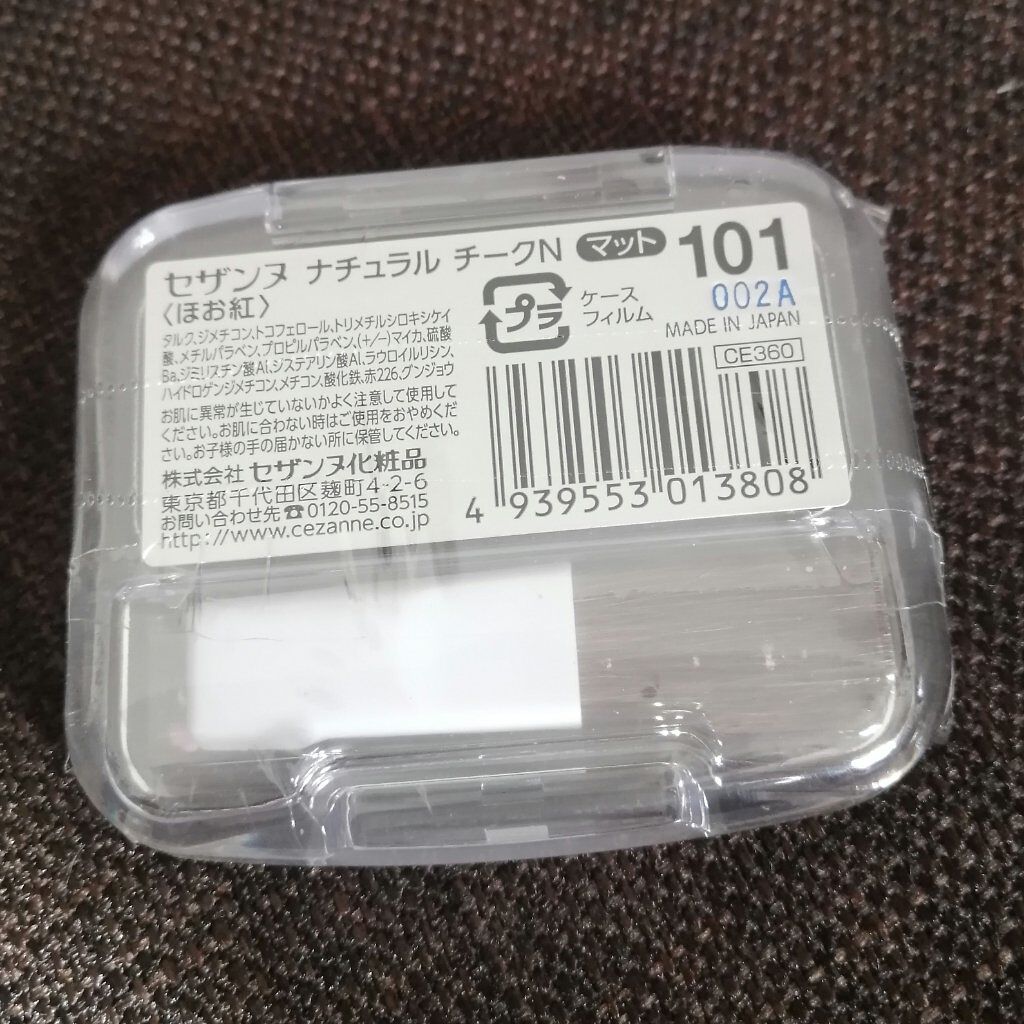 セザンヌ ナチュラル チークN マット 101
〈ほお紅〉
タルク,ジメチコン,トコフェロール,トリメチルシロキシケイ
酸,メチルパラベン,プロピルパラベン,(+/−)マイカ,硫酸
Ba,ジミリスチン酸Al,ジステアリン酸Al,ラウロイルリシン,
ハイドロゲンジメチコン,メチコン,酸化鉄,赤226,グンジョウ
お肌に異常が生じていないかよく注意して使用して
ください。お肌に合わない時はご使用をおやめくだ
さい。お子様の手の届かない所に保管してください。
株式会社 セザンヌ化粧品
東京都千代田区麹町4-2-6
お問い合わせ先☎0120-55-8515
http://www.cezanne.co.jp
プラ
ケース
フィルム
002A
MADE IN JAPAN
CE360
4 939553 013808